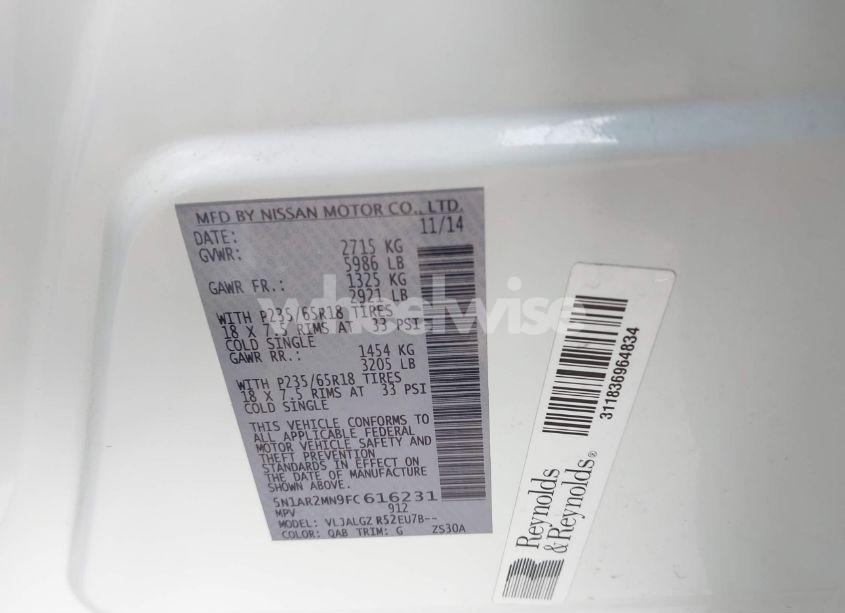 MFD BY NISSAN MOTOR CO., LTD.
DATE: 11/14
GVWR: 2715 KG
5986 LB
GAWR FR.: 1325 KG
2921 LB
WITH P235/65R18 TIRES
18 X 7.5 RIMS AT 33 PSI
COLD SINGLE
GAWR RR.: 1454 KG
3205 LB
WITH P235/65R18 TIRES
18 X 7.5 RIMS AT 33 PSI
COLD SINGLE
THIS VEHICLE CONFORMS TO
ALL APPLICABLE FEDERAL
MOTOR VEHICLE SAFETY AND
THEFT PREVENTION
STANDARDS IN EFFECT ON
THE DATE OF MANUFACTURE
SHOWN ABOVE.
5N1AR2MN9FC616231
MPV 912
MODEL: VLJALGZ R52EU7B--
COLOR: QAB TRIM: G ZS30A
wheelwise
311836964834
Reynolds
&Reynolds®